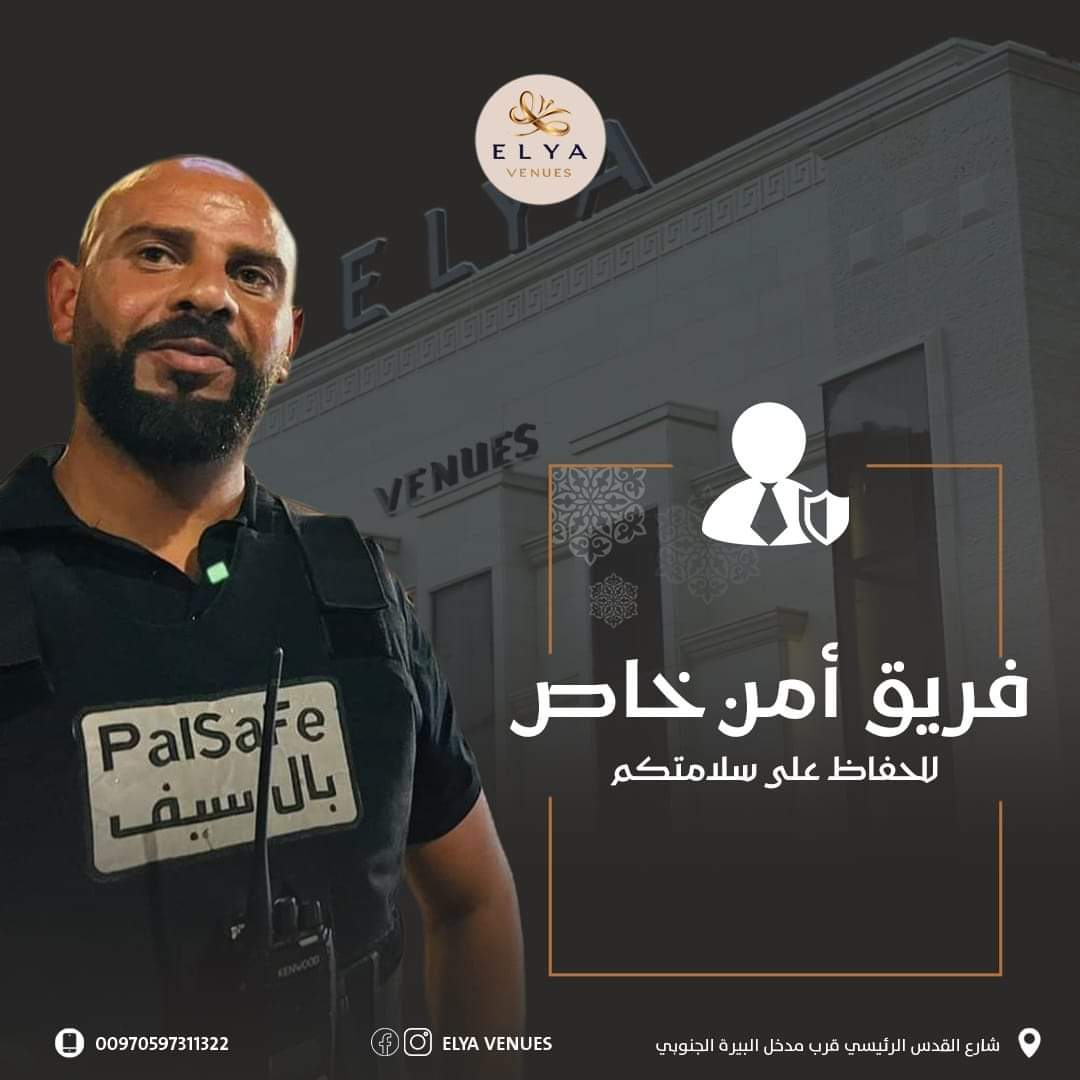 ELYA
VENUES
ELYA
VENUES
فريق أمن خاص
للحفاظ على سلامتكم
PalSaFe
بال سيف
KENWOOD
00970597311322
ELYA VENUES
شارع القدس الرئيسي قرب مدخل البيرة الجنوبي